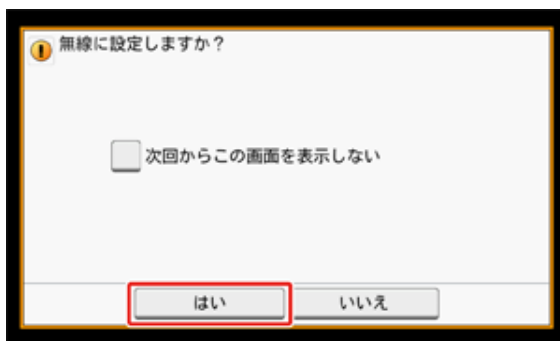 無線に設定しますか？
次回からこの画面を表示しない
はい
いいえ